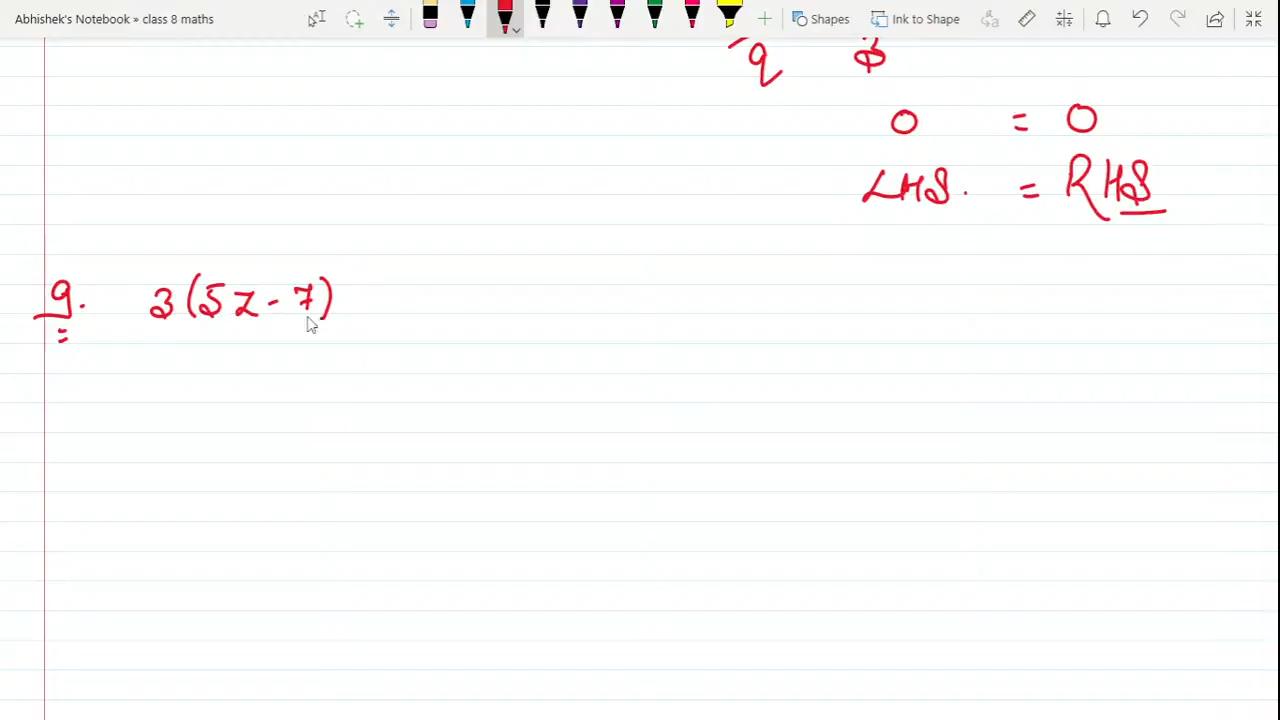 Abhishek's Notebook » class 8 maths
Shapes
Ink to Shape
q
0 = 0
LHS. = RHS
9. 3(5z-7)